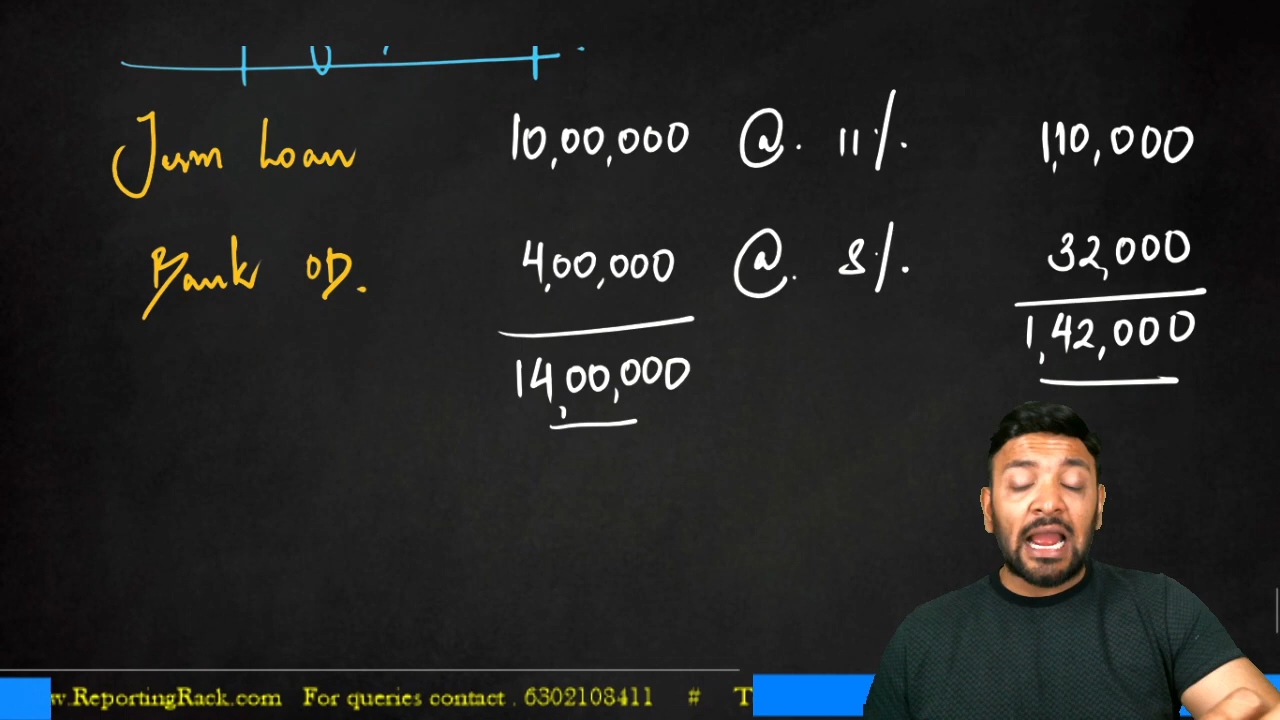 Term Loan 10,00,000 @. 11%. 1,10,000
Bank OD. 4,00,000 @. 8%. 32,000
14,00,000 1,42,000
w.ReportingRack.com For queries contact . 6302108411 # T